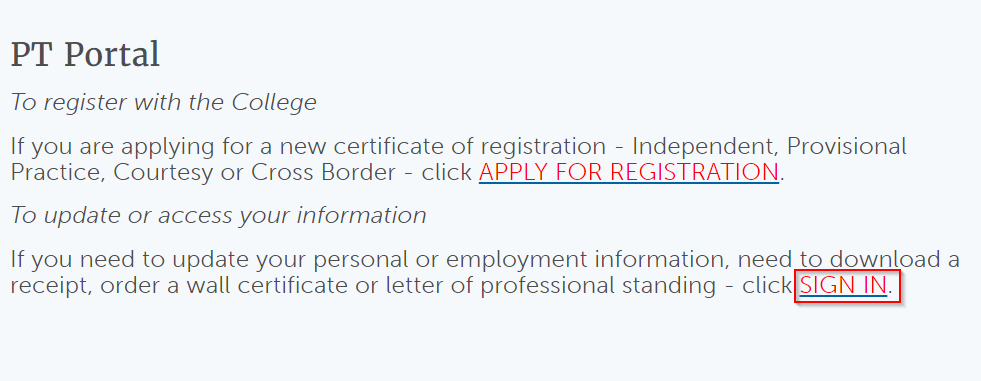 PT Portal
To register with the College
If you are applying for a new certificate of registration - Independent, Provisional
Practice, Courtesy or Cross Border - click APPLY FOR REGISTRATION.
To update or access your information
If you need to update your personal or employment information, need to download a
receipt, order a wall certificate or letter of professional standing - click SIGN IN.